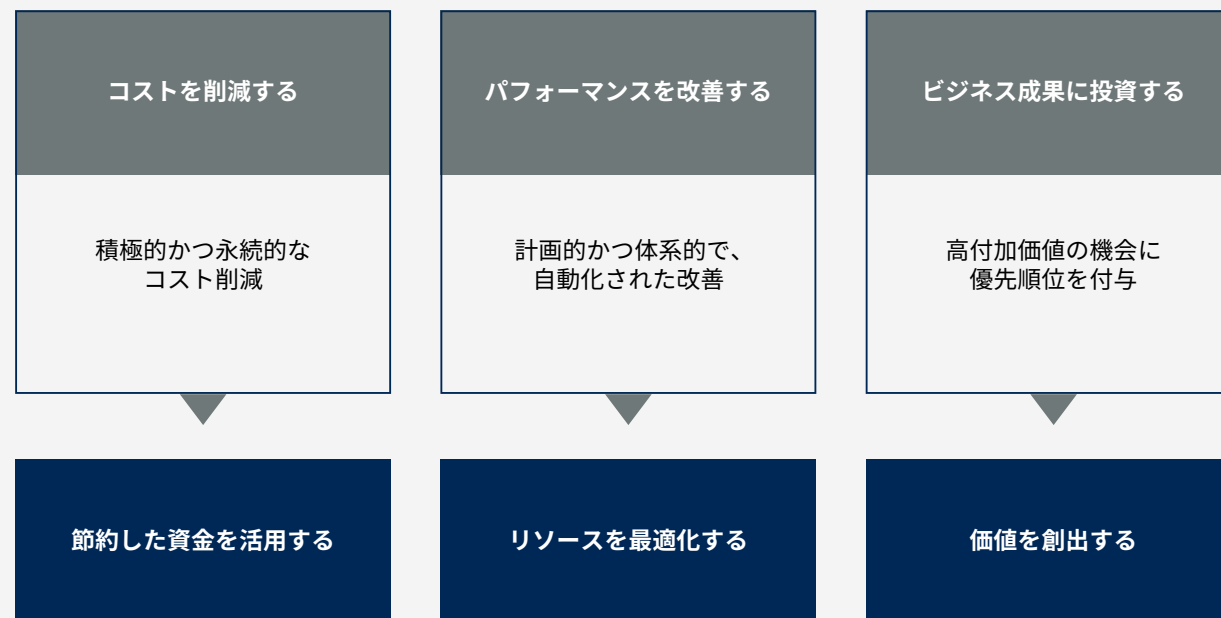 コストを削減する
積極的かつ永続的な
コスト削減
節約した資金を活用する
パフォーマンスを改善する
計画的かつ体系的で、
自動化された改善
リソースを最適化する
ビジネス成果に投資する
高付加価値の機会に
優先順位を付与
価値を創出する